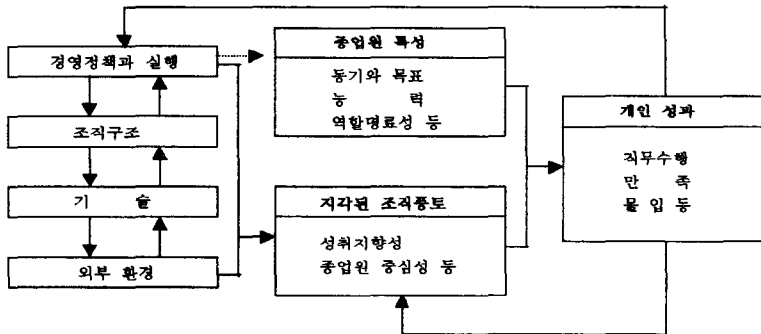 경영정책과 실행
조직구조
기 술
외부 환경
종업원 특성
동기와 목표
능 력
역할명료성 등
지각된 조직풍토
성취지향성
종업원 중심성 등
개인 성과
직무수행
만 족
몰입 등